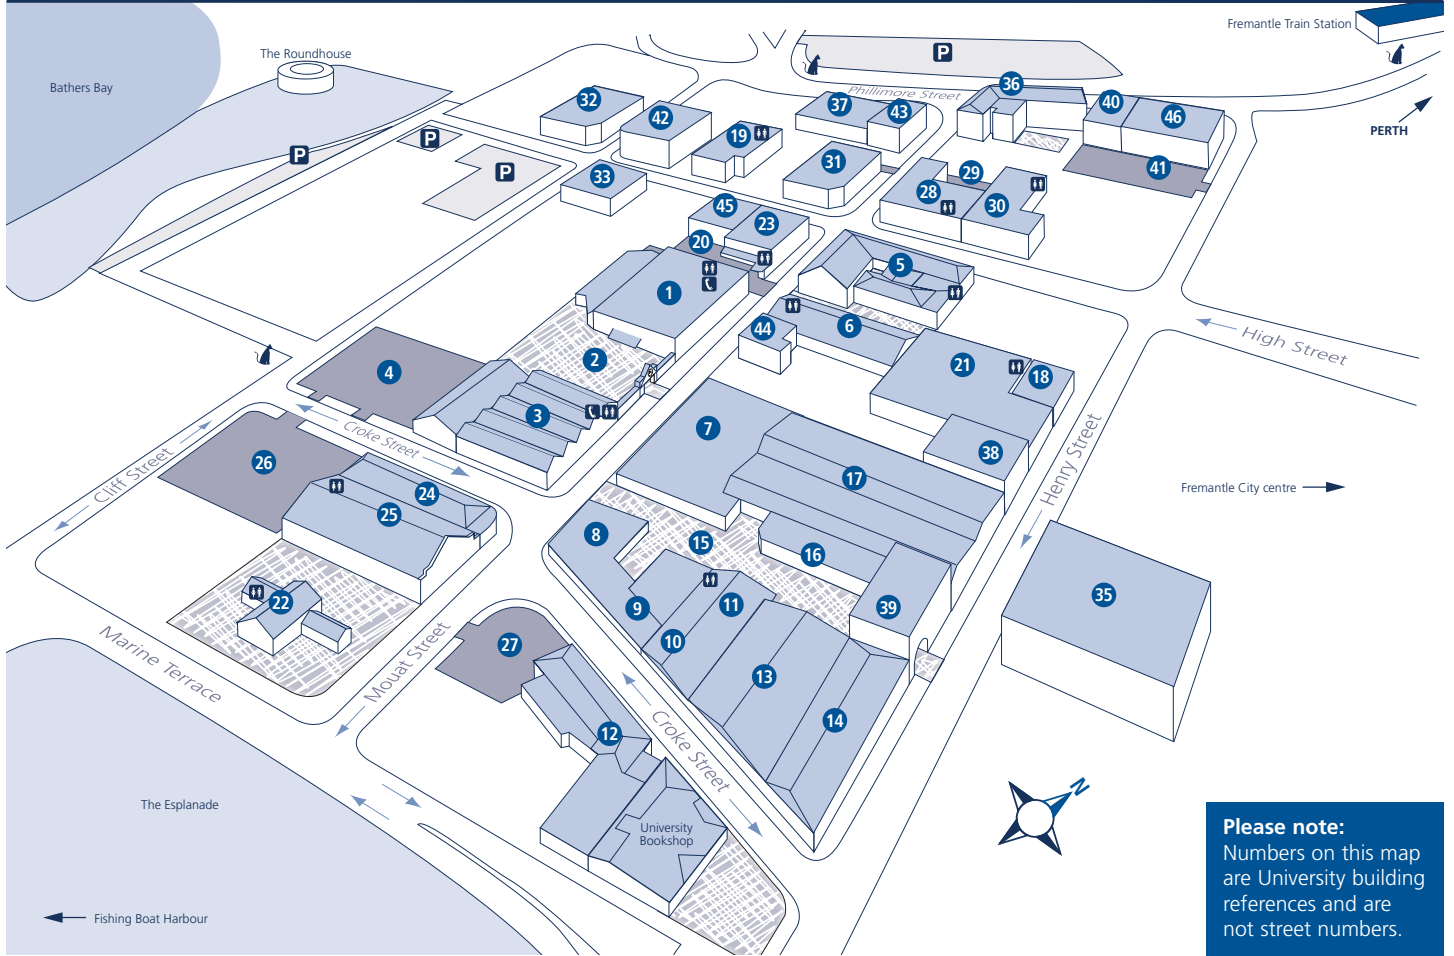 Fremantle Train Station
The Roundhouse
Bathers Bay
P
Phillimore Street
36
37
43
40
46
PERTH
32
42
19
P
P
P
31
41
33
28
29
30
45
23
20
5
1
44
6
High Street
2
21
18
4
3
7
Croke Street
38
Henry Street
Cliff Street
26
24
25
17
Fremantle City centre
8
15
16
35
22
9
11
39
10
27
Marine Terrace
Mouat Street
13
14
12
Croke Street
N
The Esplanade
University
Bookshop
Fishing Boat Harbour
Please note:
Numbers on this map
are University building
references and are
not street numbers.